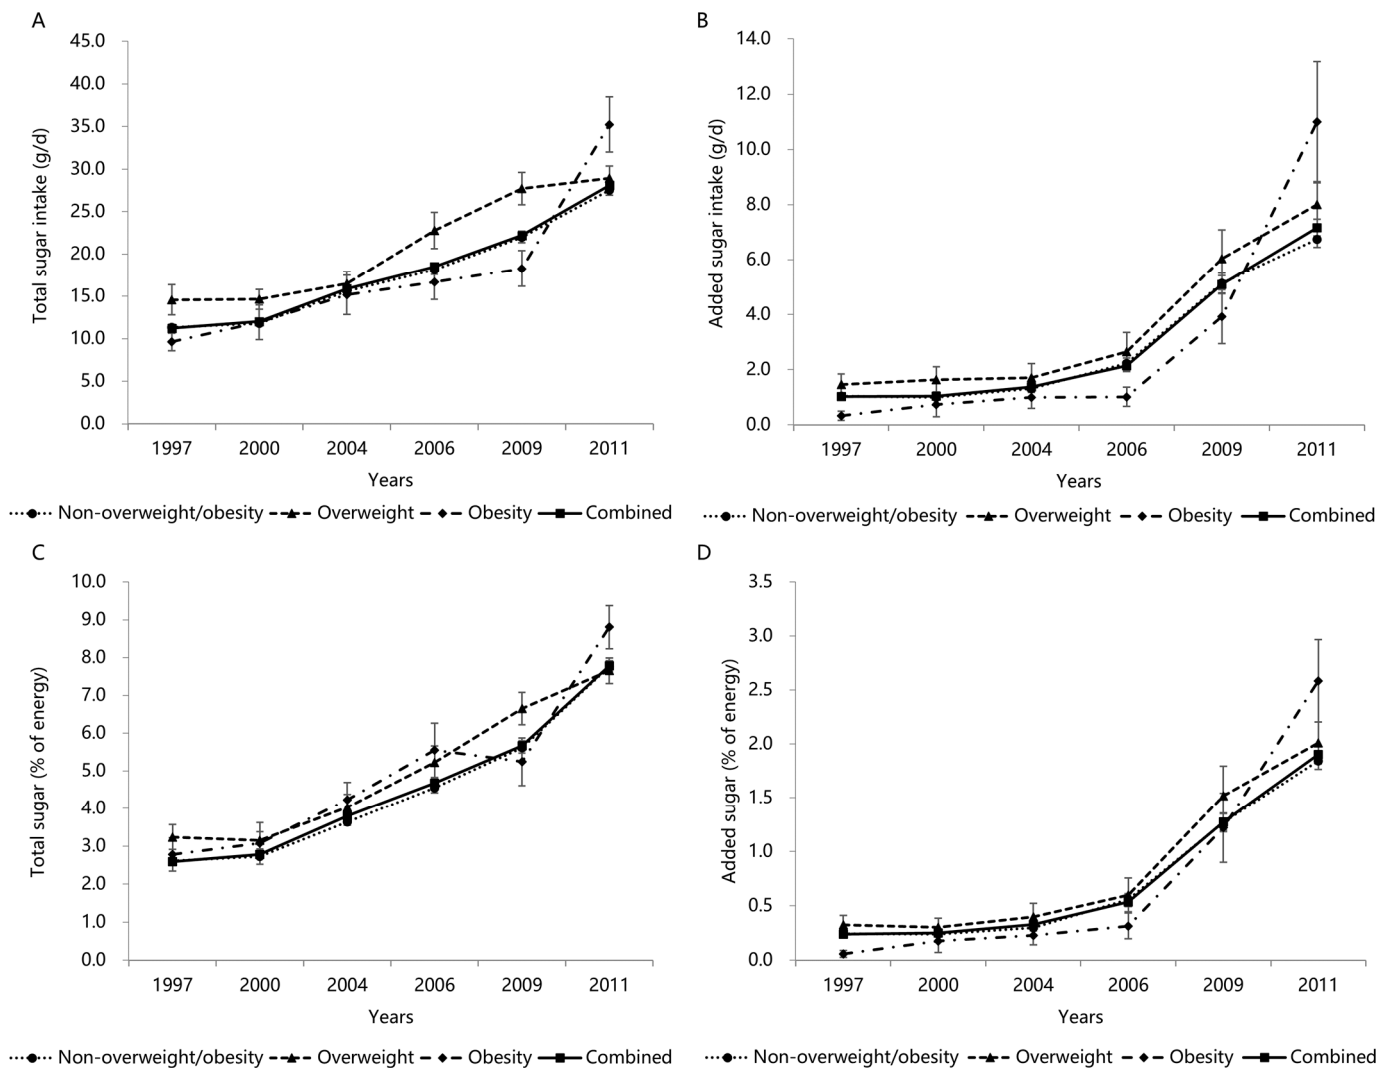 A
45.0
40.0
35.0
30.0
25.0
20.0
15.0
10.0
5.0
0.0
Total sugar intake (g/d)
1997 2000 2004 2006 2009 2011
Years
Non-overweight/obesity Overweight Obesity Combined
B
14.0
12.0
10.0
8.0
6.0
4.0
2.0
0.0
Added sugar intake (g/d)
1997 2000 2004 2006 2009 2011
Years
Non-overweight/obesity Overweight Obesity Combined
C
10.0
9.0
8.0
7.0
6.0
5.0
4.0
3.0
2.0
1.0
0.0
Total sugar (% of energy)
1997 2000 2004 2006 2009 2011
Years
Non-overweight/obesity Overweight Obesity Combined
D
3.5
3.0
2.5
2.0
1.5
1.0
0.5
0.0
Added sugar (% of energy)
1997 2000 2004 2006 2009 2011
Years
Non-overweight/obesity Overweight Obesity Combined